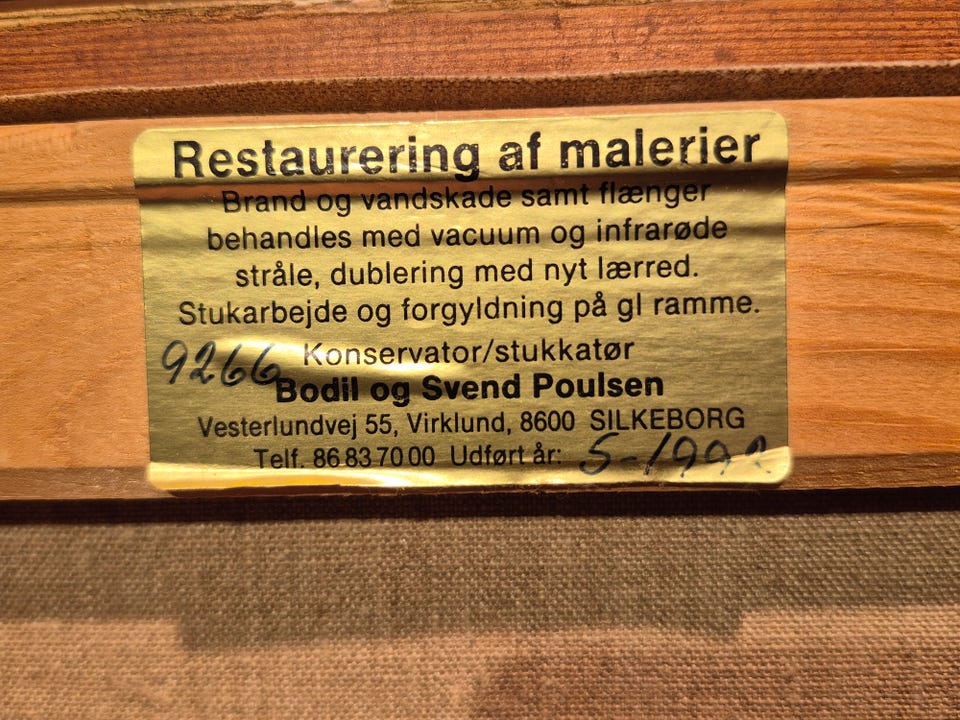 Restaurering af malerier
Brand og vandskade samt flænger
behandles med vacuum og infrarøde
stråle, dublering med nyt lærred.
Stukarbejde og forgyldning på gl ramme.
9266 Konservator/stukkatør
Bodil og Svend Poulsen
Vesterlundvej 55, Virklund, 8600 SILKEBORG
Telf. 86 83 70 00 Udført år: 5-1992